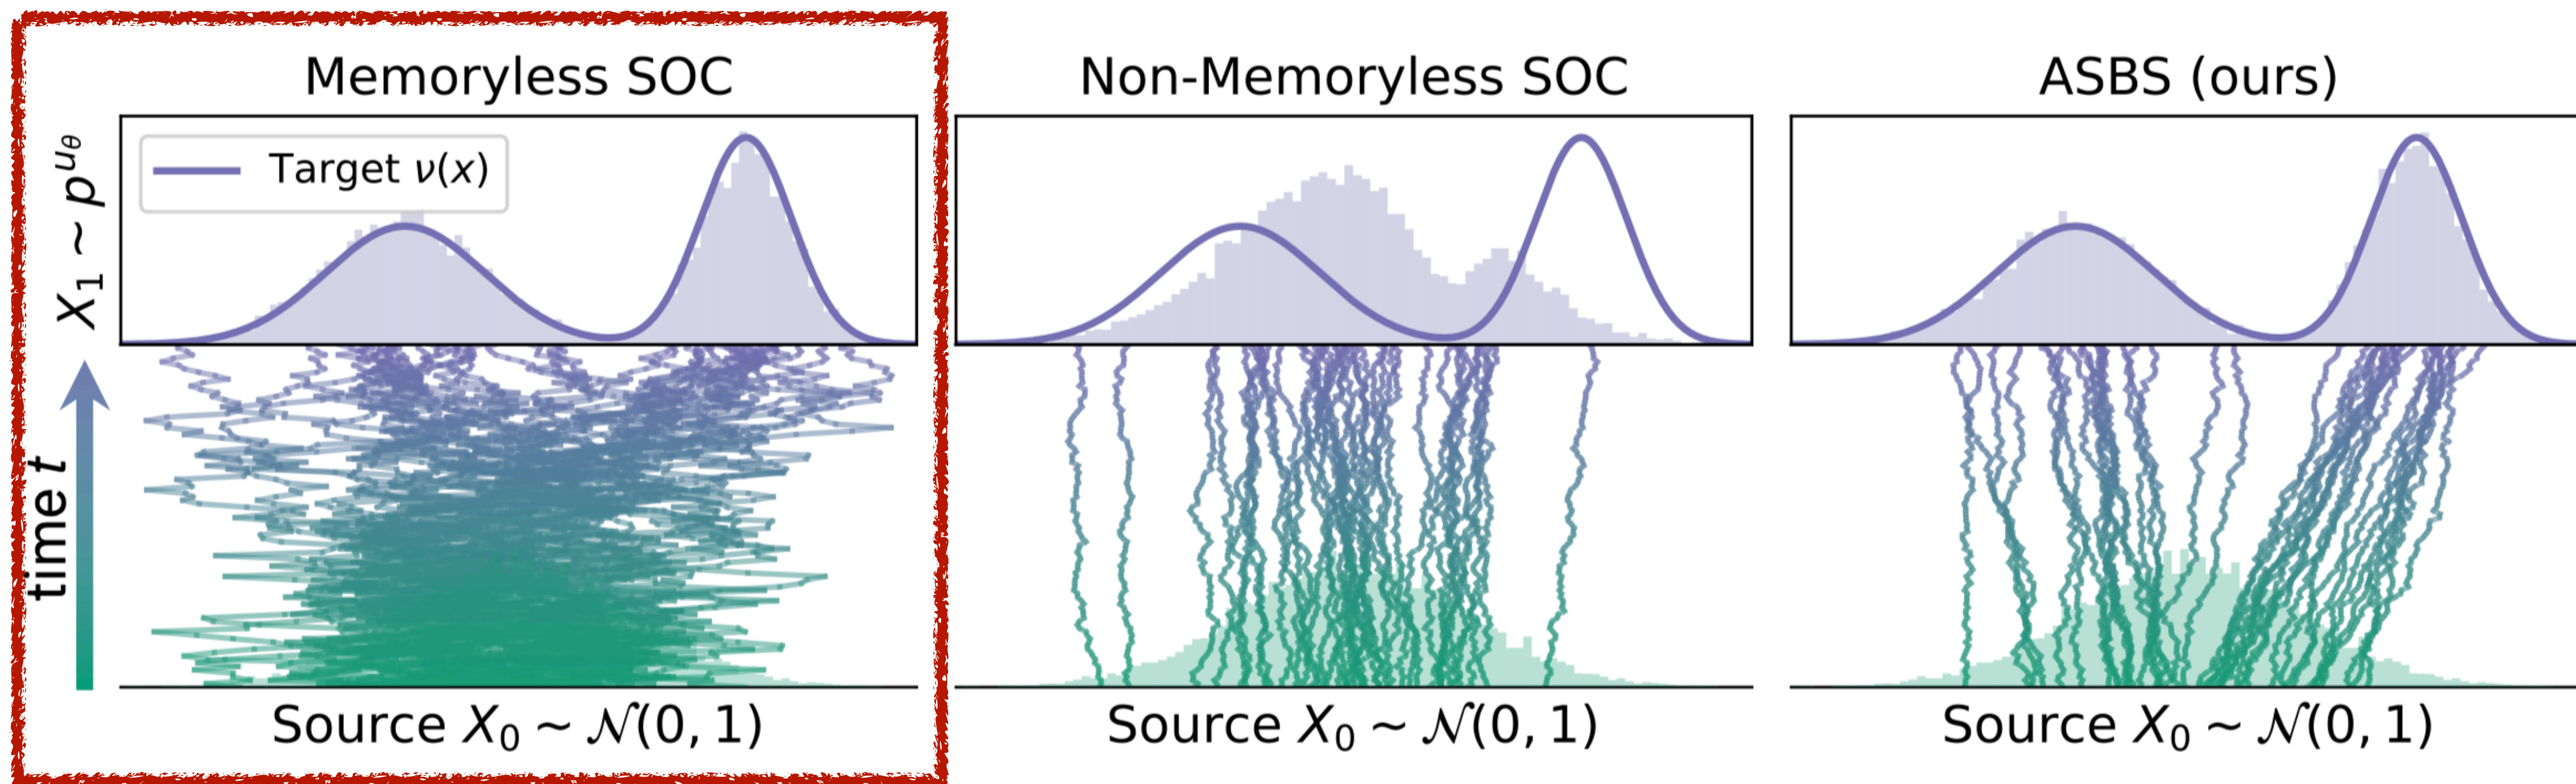 Memoryless SOC
Target ν(x)
X₁ ~ p^{u_θ}
time t
Source X₀ ~ 𝒩(0, 1)
Non-Memoryless SOC
Source X₀ ~ 𝒩(0, 1)
ASBS (ours)
Source X₀ ~ 𝒩(0, 1)